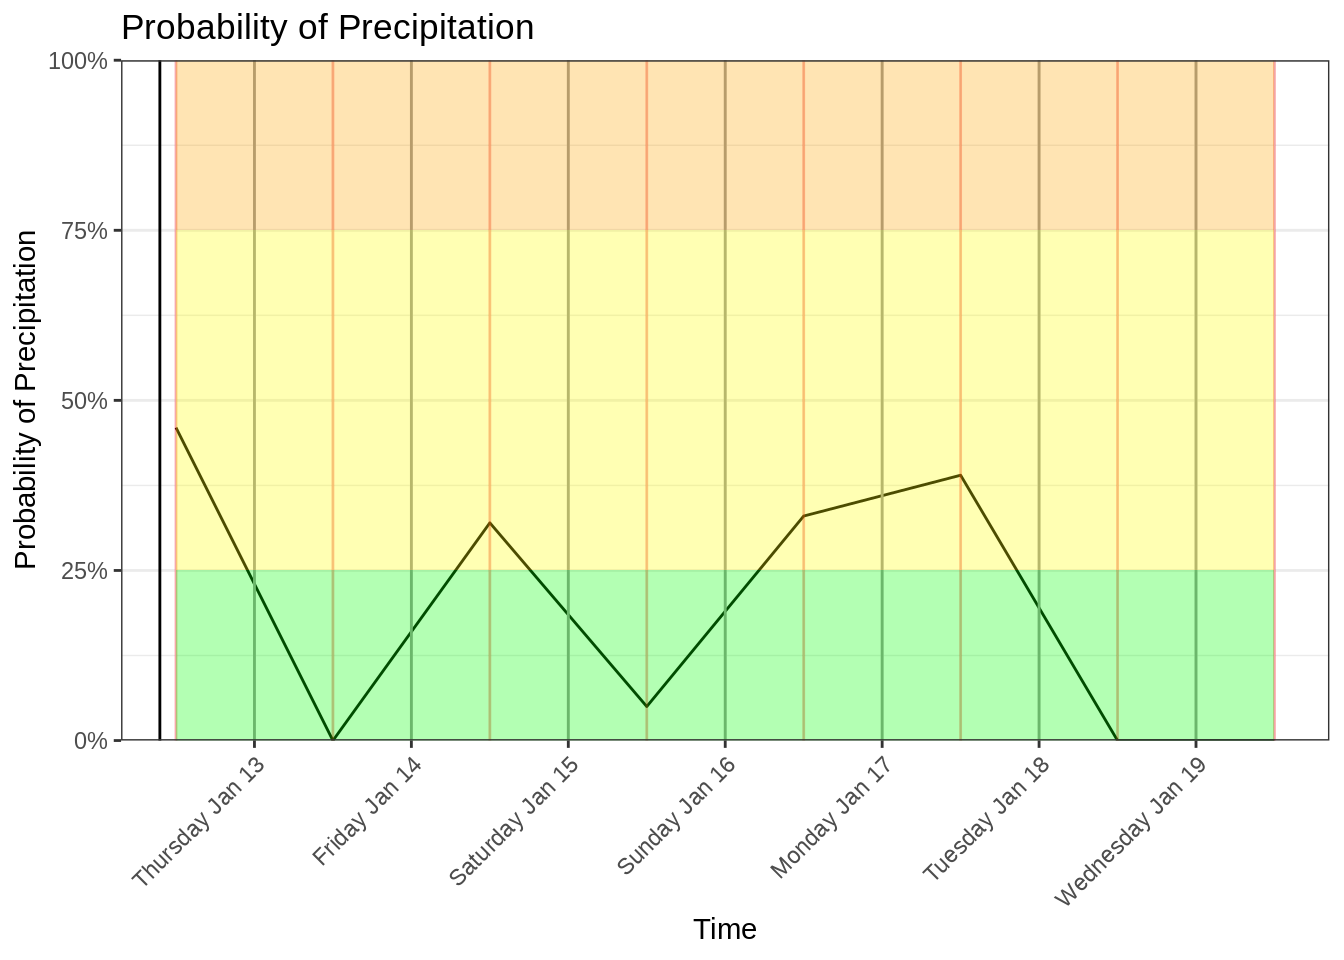 Probability of Precipitation
Probability of Precipitation
100%
75%
50%
25%
0%
Thursday Jan 13
Friday Jan 14
Saturday Jan 15
Sunday Jan 16
Monday Jan 17
Tuesday Jan 18
Wednesday Jan 19
Time